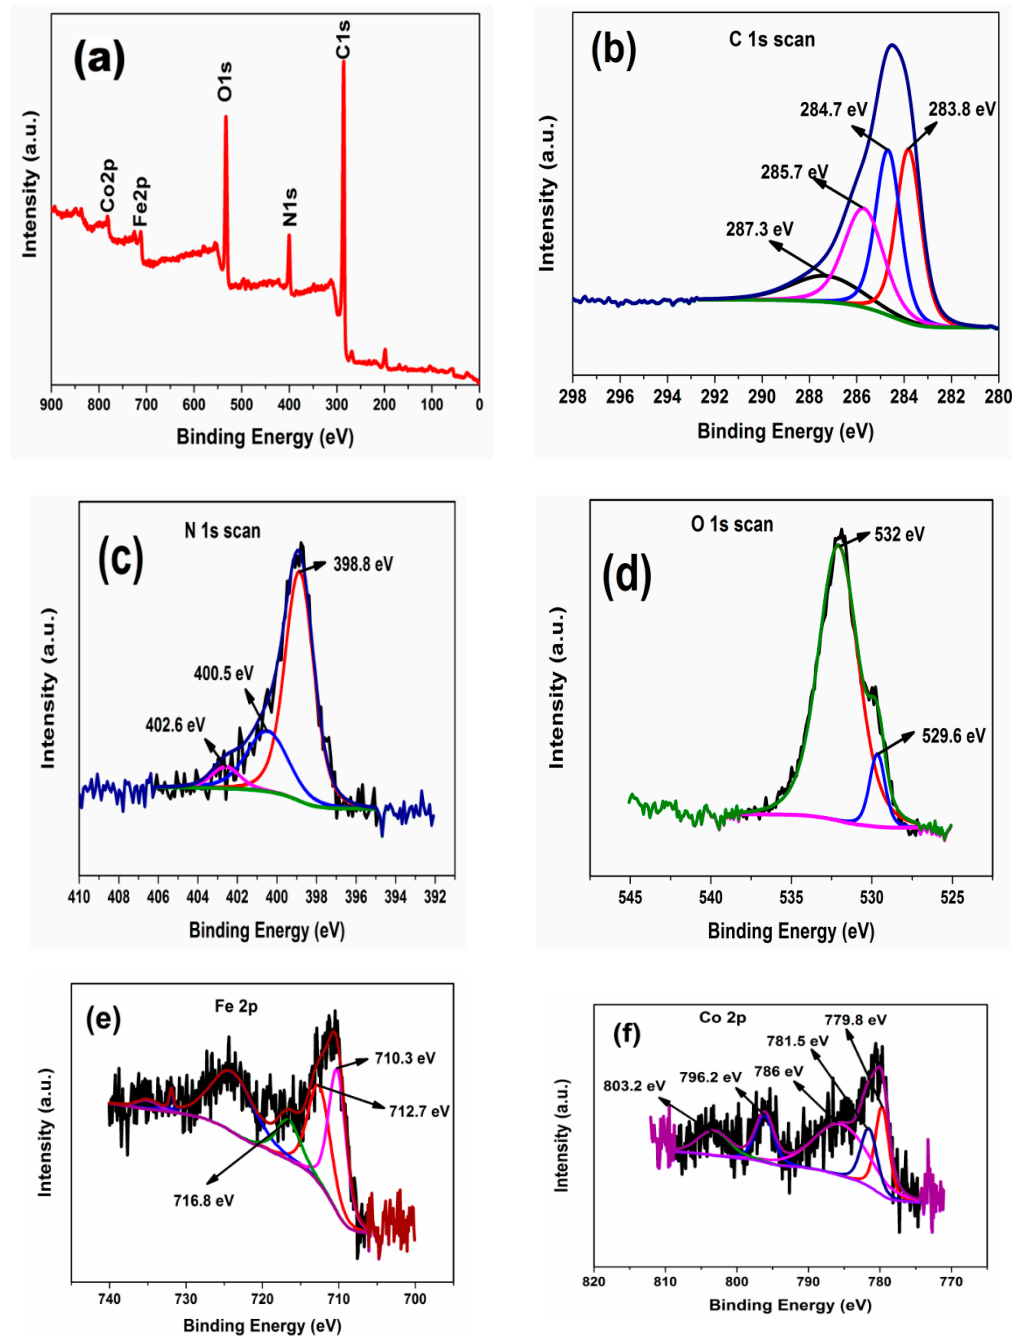 (a)
C1s
O1s
N1s
Co2p
Fe2p
Intensity (a.u.)
900 800 700 600 500 400 300 200 100 0
Binding Energy (eV)
(b)
C 1s scan
284.7 eV
283.8 eV
285.7 eV
287.3 eV
Intensity (a.u.)
298 296 294 292 290 288 286 284 282 280
Binding Energy (eV)
(c)
N 1s scan
398.8 eV
400.5 eV
402.6 eV
Intensity (a.u.)
410 408 406 404 402 400 398 396 394 392
Binding Energy (eV)
(d)
O 1s scan
532 eV
529.6 eV
Intensity (a.u.)
545 540 535 530 525
Binding Energy (eV)
(e)
Fe 2p
710.3 eV
712.7 eV
716.8 eV
Intensity (a.u.)
740 730 720 710 700
Binding Energy (eV)
(f)
Co 2p
779.8 eV
781.5 eV
786 eV
796.2 eV
803.2 eV
Intensity (a.u.)
820 810 800 790 780 770
Binding Energy (eV)